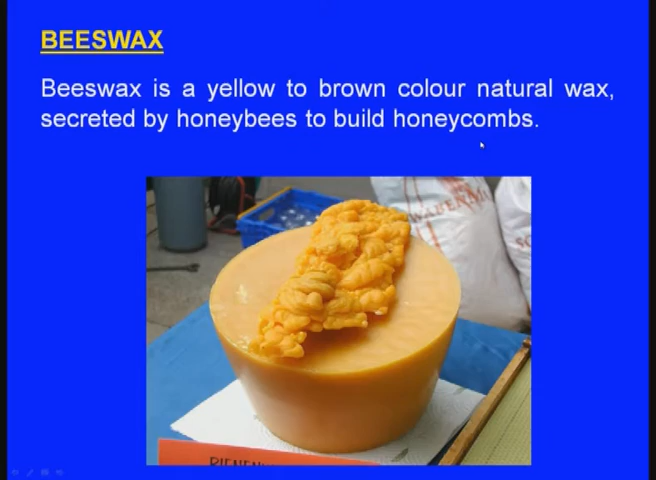 BEESWAX
Beeswax is a yellow to brown colour natural wax,
secreted by honeybees to build honeycombs.